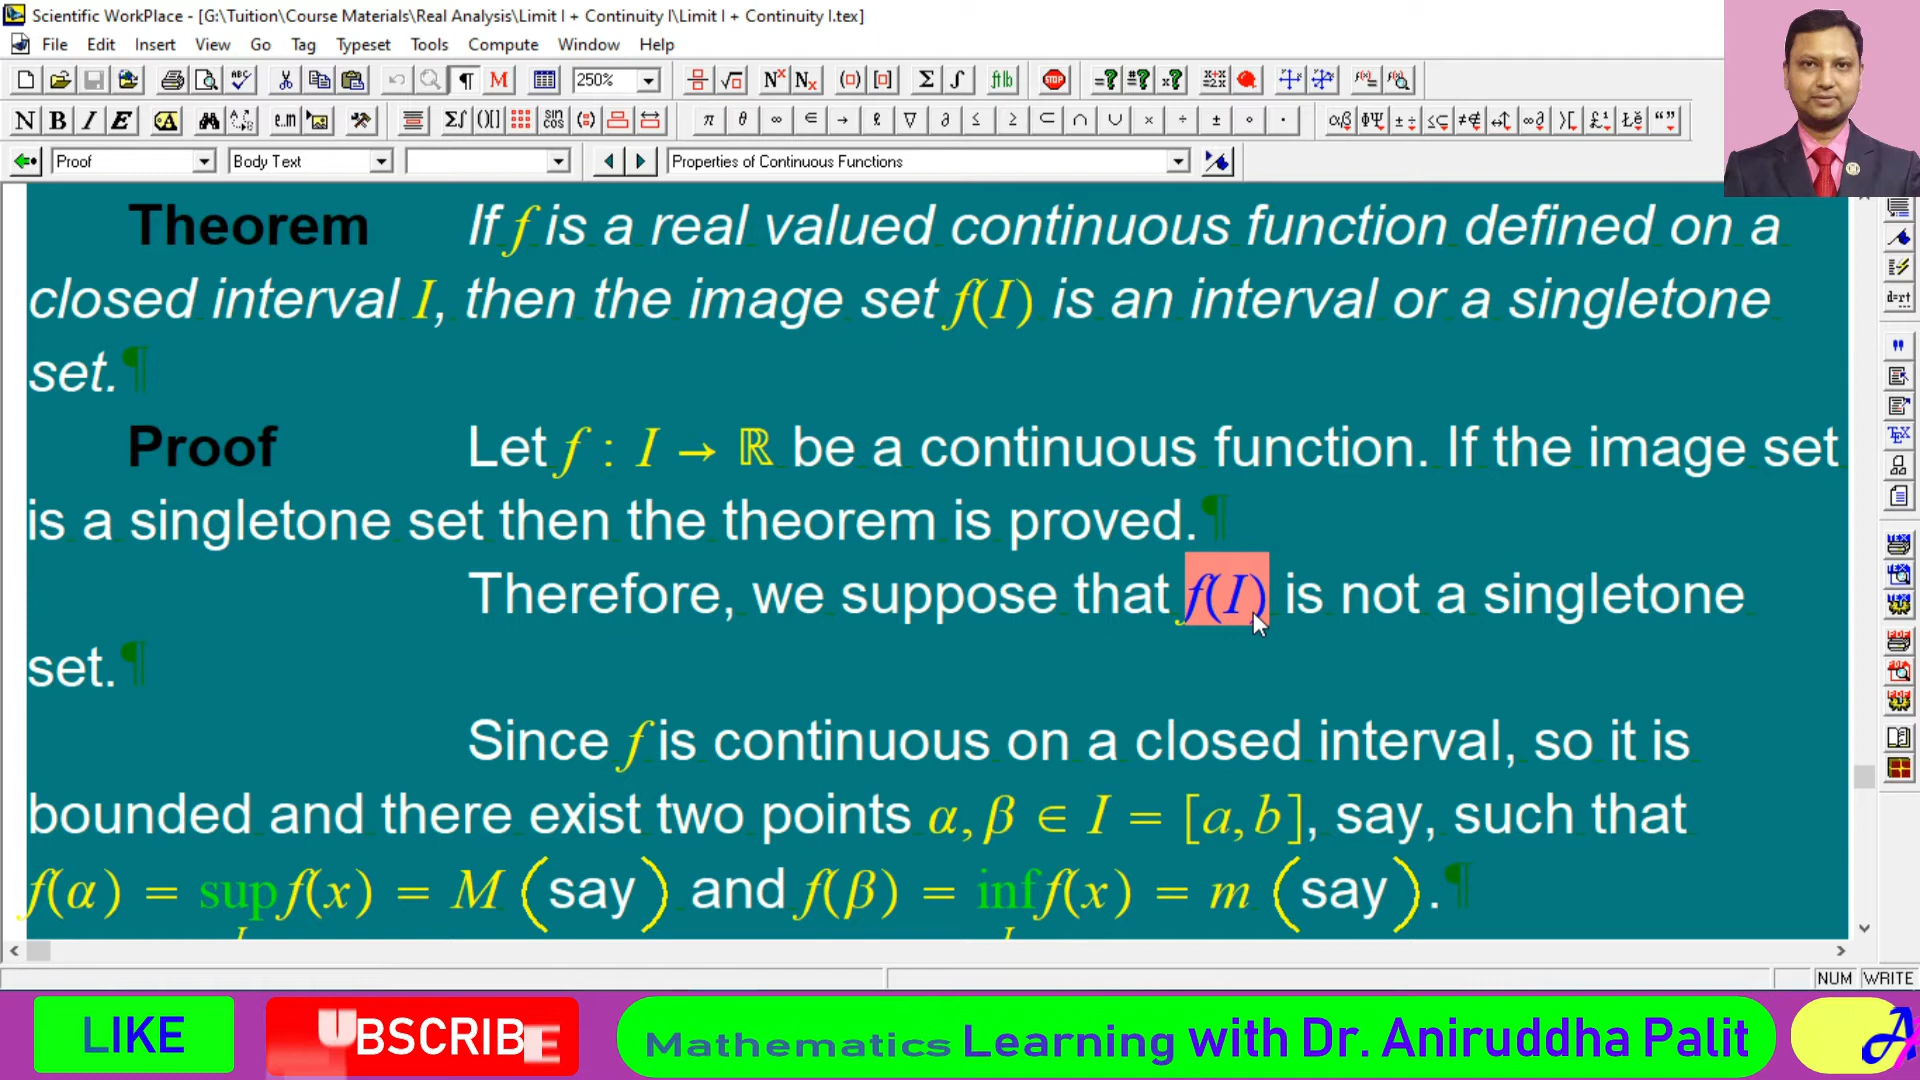 Scientific WorkPlace - [G:\Tuition\Course Materials\Real Analysis\Limit I + Continuity I\Limit I + Continuity I.tex]
File Edit Insert View Go Tag Typeset Tools Compute Window Help
250%
Proof Body Text Properties of Continuous Functions
Theorem If f is a real valued continuous function defined on a
closed interval I, then the image set f(I) is an interval or a singletone
set.¶
Proof Let f : I → ℝ be a continuous function. If the image set
is a singletone set then the theorem is proved.¶
Therefore, we suppose that f(I) is not a singletone
set.¶
Since f is continuous on a closed interval, so it is
bounded and there exist two points α, β ∈ I = [a, b], say, such that
f(α) = sup f(x) = M (say) and f(β) = inf f(x) = m (say).¶
NUM WRITE
LIKE UBSCRIBE Mathematics Learning with Dr. Aniruddha Palit A